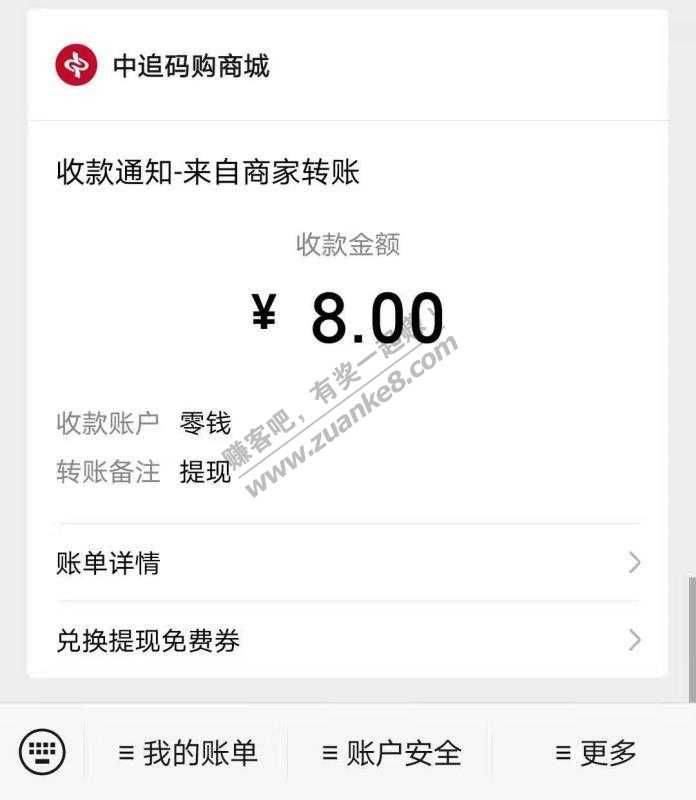 中追码购商城
收款通知-来自商家转账
收款金额
¥ 8.00
收款账户 零钱
转账备注 提现
赚客吧，有奖一起赚！
www.zuanke8.com
账单详情
兑换提现免费券
≡ 我的账单 ≡ 账户安全 ≡ 更多